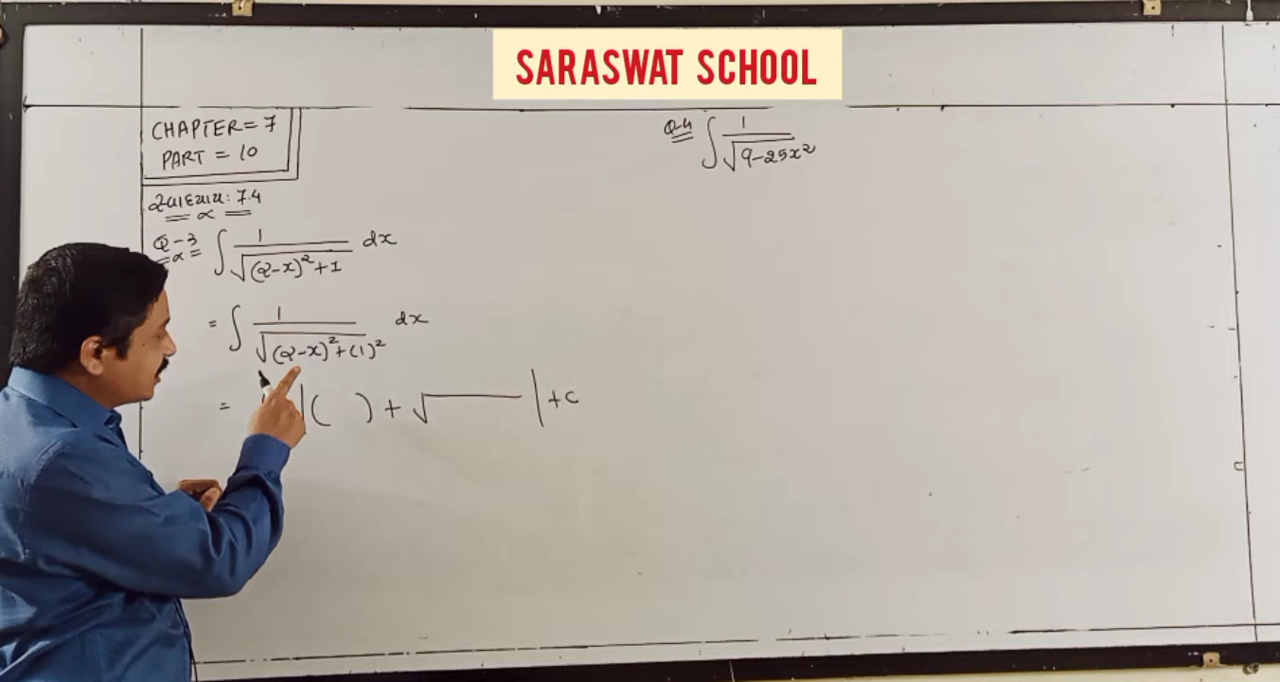 SARASWAT SCHOOL
CHAPTER = 7
PART = 10
સ્વાધ્યાય: 7.4
Q-3 ∫ 1/√((2-x)²+1) dx
= ∫ 1/√((2-x)²+(1)²) dx
= |( ) + √ | + c
Q-4 ∫ 1/√(9-25x²)